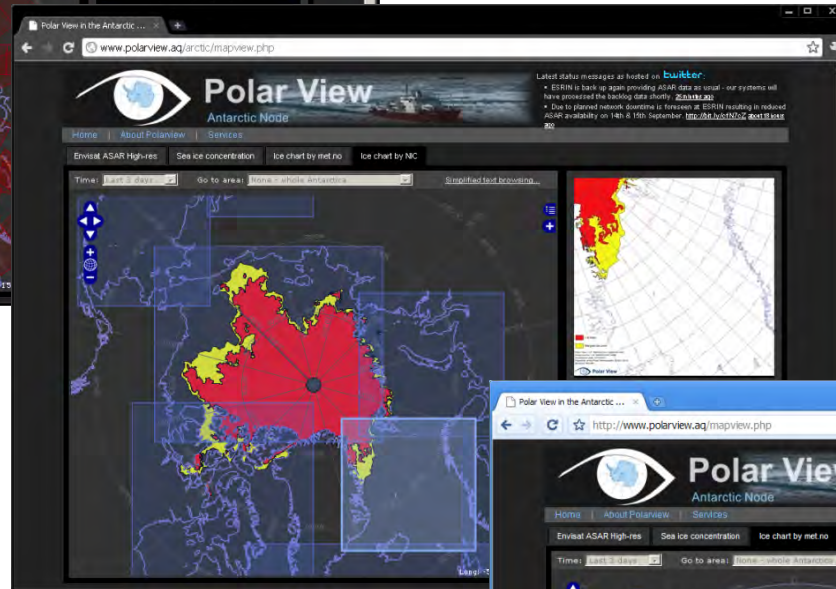 Polar View in the Antarctic ...
www.polarview.aq/arctic/mapview.php
Polar View
Antarctic Node
Latest status messages as hosted on twitter:
ESRIN is back up again providing ASAR data as usual - our systems will
have processed the backlog data shortly.
Due to planned network downtime is foreseen at ESRIN resulting in reduced
ASAR availability on 14th & 15th September.
Home | About Polarview | Services
Envisat ASAR High-res
Sea ice concentration
Ice chart by met.no
Ice chart by NIC
Time: Last 3 days
Go to area: None - whole Antarctica
Simplified text browsing...
Polar View
Polar View in the Antarctic ...
http://www.polarview.aq/mapview.php
Polar Vie
Antarctic Node
Home | About Polarview | Services
Envisat ASAR High-res
Sea ice concentration
Ice chart by met.no
Time: Last 3 days
Go to area: None - whole Antarctica